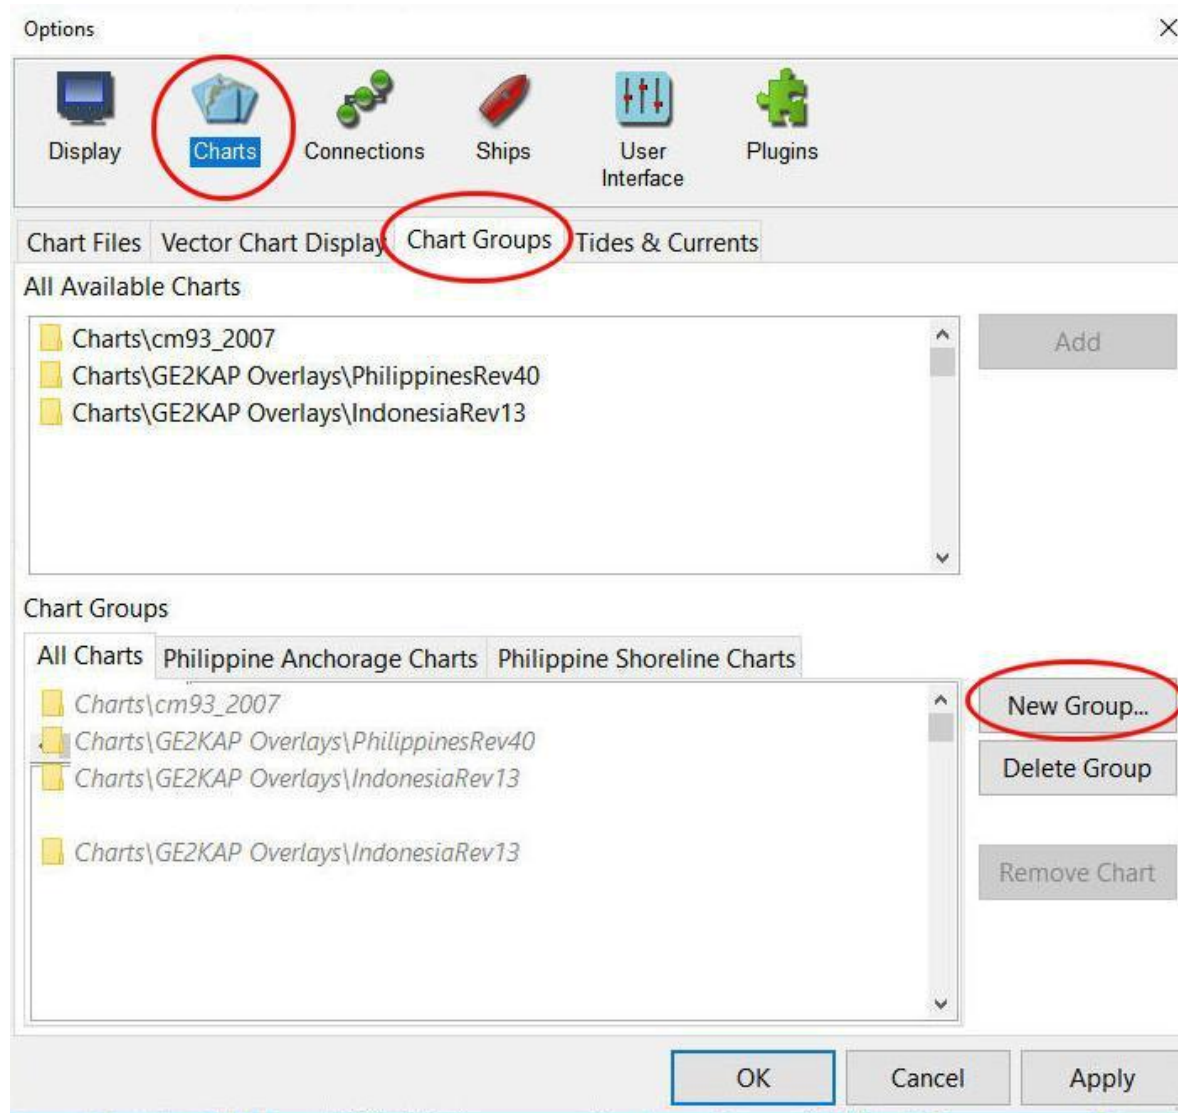 Options
Display
Charts
Connections
Ships
User
Interface
Plugins
Chart Files
Vector Chart Display
Chart Groups
Tides & Currents
All Available Charts
Charts\cm93_2007
Charts\GE2KAP Overlays\PhilippinesRev40
Charts\GE2KAP Overlays\IndonesiaRev13
Add
Chart Groups
All Charts
Philippine Anchorage Charts
Philippine Shoreline Charts
Charts\cm93_2007
Charts\GE2KAP Overlays\PhilippinesRev40
Charts\GE2KAP Overlays\IndonesiaRev13
Charts\GE2KAP Overlays\IndonesiaRev13
New Group...
Delete Group
Remove Chart
OK
Cancel
Apply